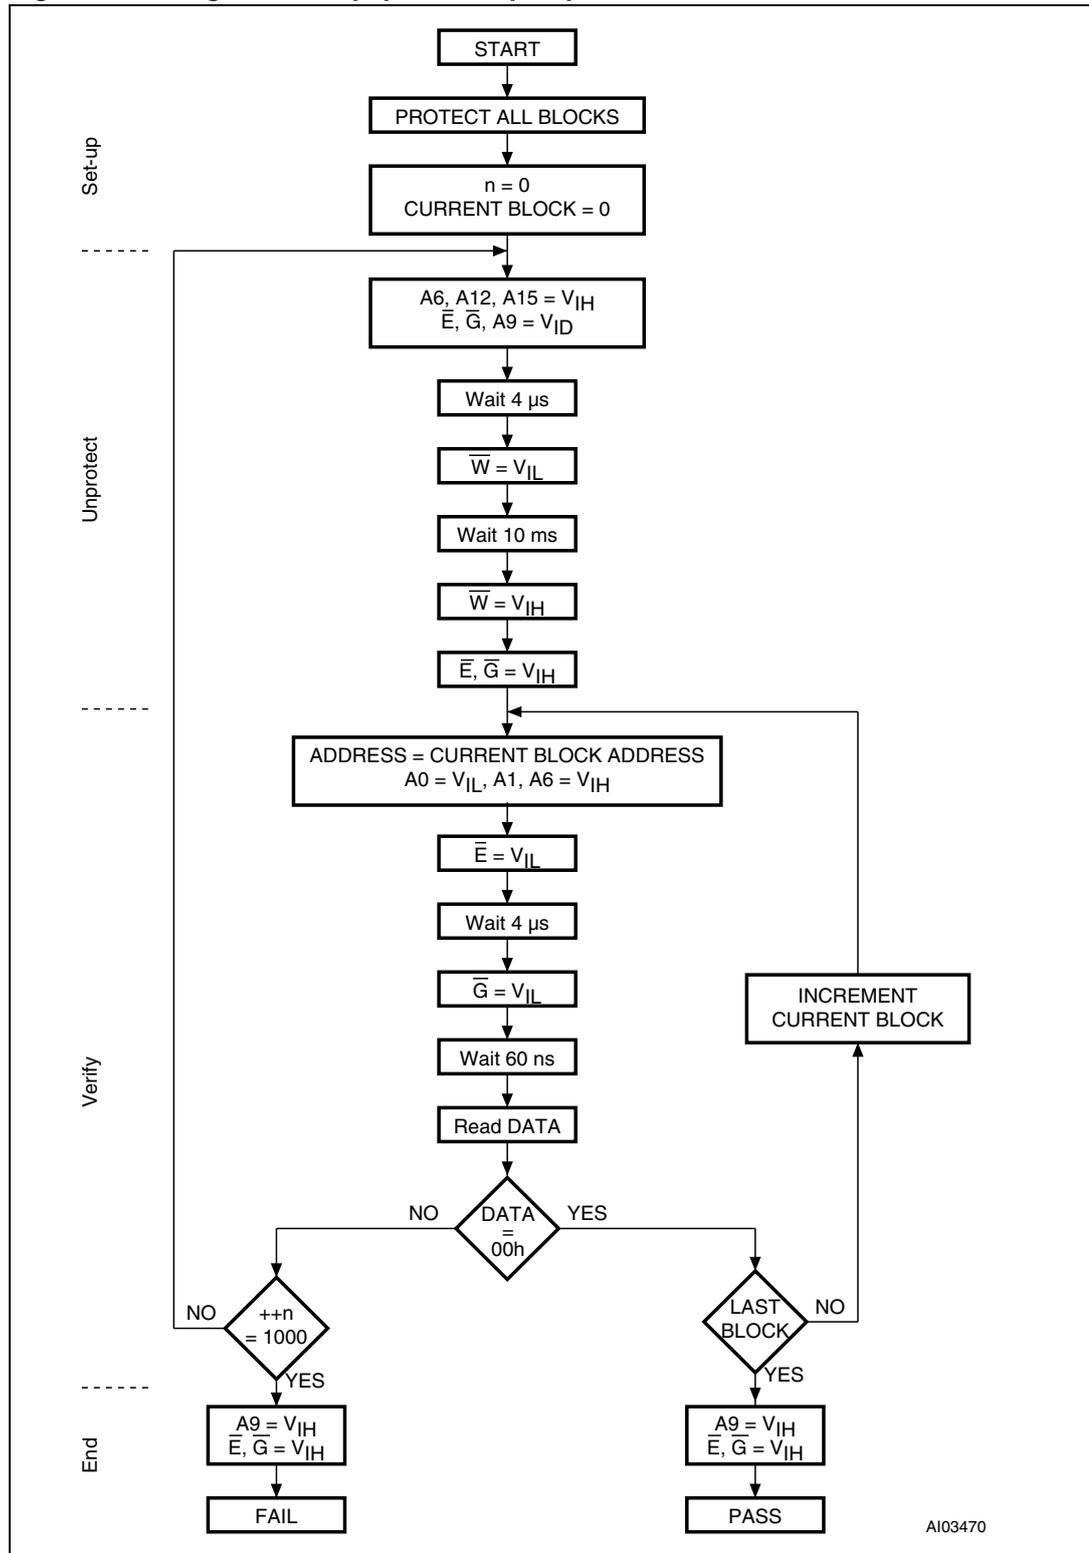 START
PROTECT ALL BLOCKS
Set-up
n = 0
CURRENT BLOCK = 0
A6, A12, A15 = VIH
E̅, G̅, A9 = VID
Wait 4 µs
Unprotect
W̅ = VIL
Wait 10 ms
W̅ = VIH
E̅, G̅ = VIH
ADDRESS = CURRENT BLOCK ADDRESS
A0 = VIL, A1, A6 = VIH
E̅ = VIL
Wait 4 µs
G̅ = VIL
INCREMENT
CURRENT BLOCK
Wait 60 ns
Verify
Read DATA
NO
DATA
=
00h
YES
NO
++n
= 1000
YES
LAST
BLOCK
NO
YES
End
A9 = VIH
E̅, G̅ = VIH
A9 = VIH
E̅, G̅ = VIH
FAIL
PASS
AI03470